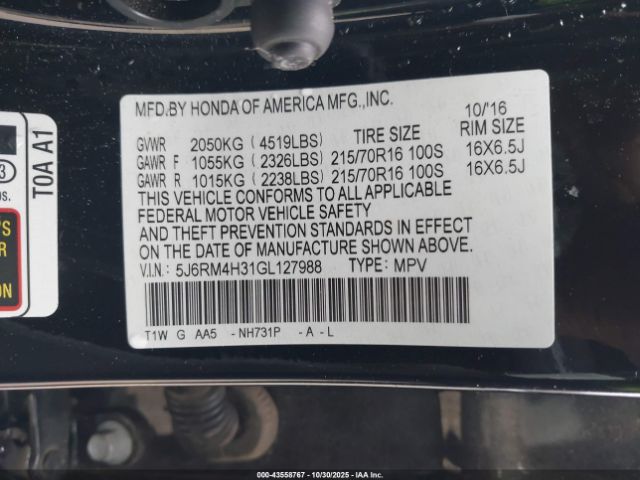 MFD.BY HONDA OF AMERICA MFG.,INC. 10/'16
GVWR 2050KG (4519LBS) TIRE SIZE RIM SIZE
GAWR F 1055KG (2326LBS) 215/70R16 100S 16X6.5J
GAWR R 1015KG (2238LBS) 215/70R16 100S 16X6.5J
THIS VEHICLE CONFORMS TO ALL APPLICABLE
FEDERAL MOTOR VEHICLE SAFETY
AND THEFT PREVENTION STANDARDS IN EFFECT
ON THE DATE OF MANUFACTURE SHOWN ABOVE.
V.I.N.: 5J6RM4H31GL127988 TYPE: MPV
T1W G AA5 -NH731P -A-L
T0A A1
3
000-43558767 - 10/30/2025 - IAA Inc.